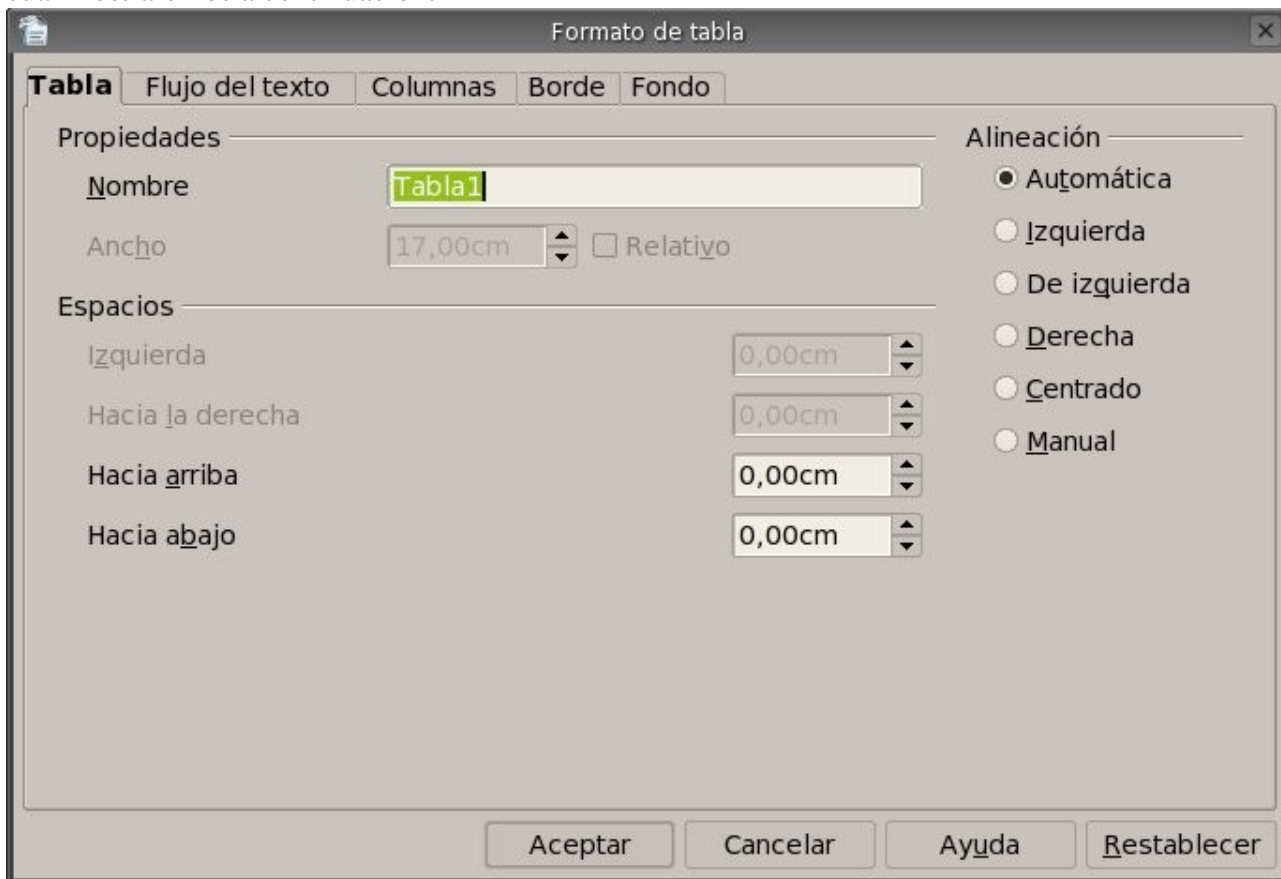 Formato de tabla
Tabla Flujo del texto Columnas Borde Fondo
Propiedades
Nombre Tabla1
Ancho 17,00cm Relativo
Espacios
Izquierda 0,00cm
Hacia la derecha 0,00cm
Hacia arriba 0,00cm
Hacia abajo 0,00cm
Alineación
Automática
Izquierda
De izquierda
Derecha
Centrado
Manual
Aceptar Cancelar Ayuda Restablecer